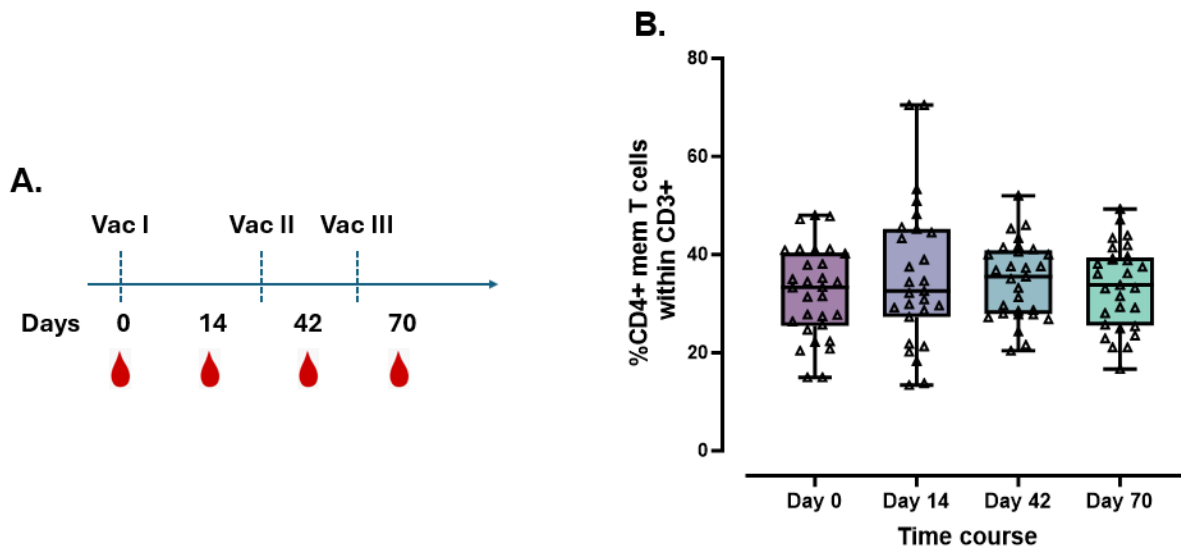 A.
Vac I Vac II Vac III
Days 0 14 42 70
B.
%CD4+ mem T cells
within CD3+
80
60
40
20
0
Day 0 Day 14 Day 42 Day 70
Time course